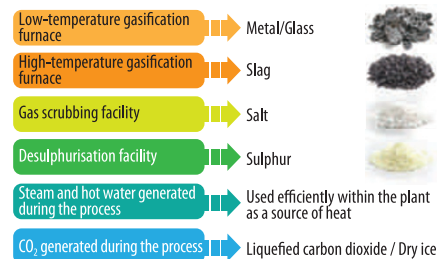 Low-temperature gasification
furnace
Metal/Glass
High-temperature gasification
furnace
Slag
Gas scrubbing facility
Salt
Desulphurisation facility
Sulphur
Steam and hot water generated
during the process
Used efficiently within the plant
as a source of heat
CO₂ generated during the process
Liquefied carbon dioxide / Dry ice